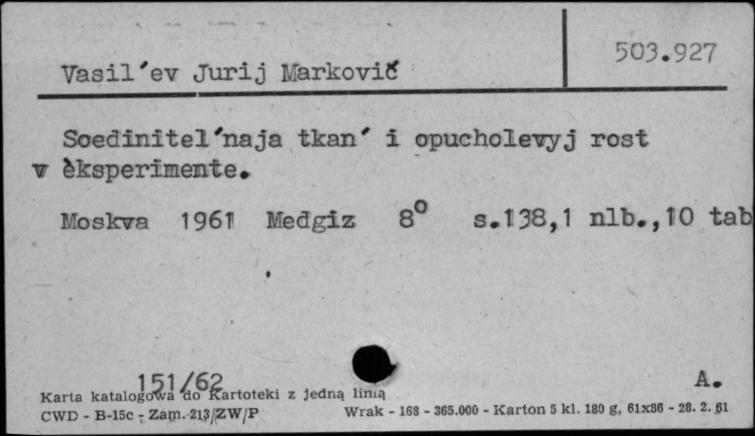 503.927
Vasil'ev Jurij Markovič
Soedinitel'naja tkan' i opucholevyj rost
v èksperimente.
Moskva 1961 Medgiz 8° s.138,1 nlb.,10 tab
151/62
A.
Karta katalogowa do Kartoteki z jedną linią
CWD - B-15c - Zam. 213/ZW/P Wrak - 168 - 365.000 - Karton 5 kl. 180 g, 61x86 - 28. 2. 61